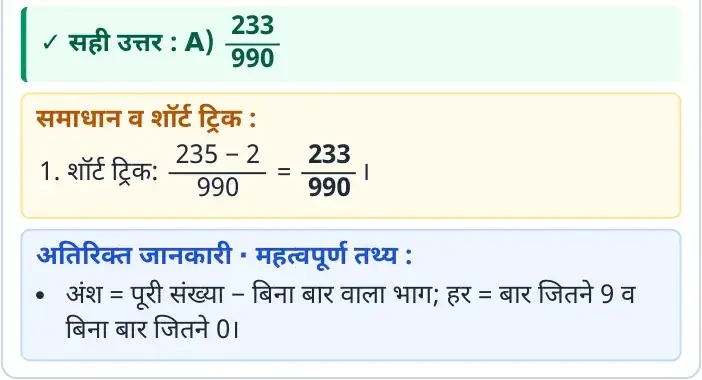 ✓ सही उत्तर : A) 233/990
समाधान व शॉर्ट ट्रिक :
1. शॉर्ट ट्रिक: (235 – 2)/990 = 233/990 ।
अतिरिक्त जानकारी · महत्वपूर्ण तथ्य :
• अंश = पूरी संख्या – बिना बार वाला भाग; हर = बार जितने 9 व
बिना बार जितने 0।